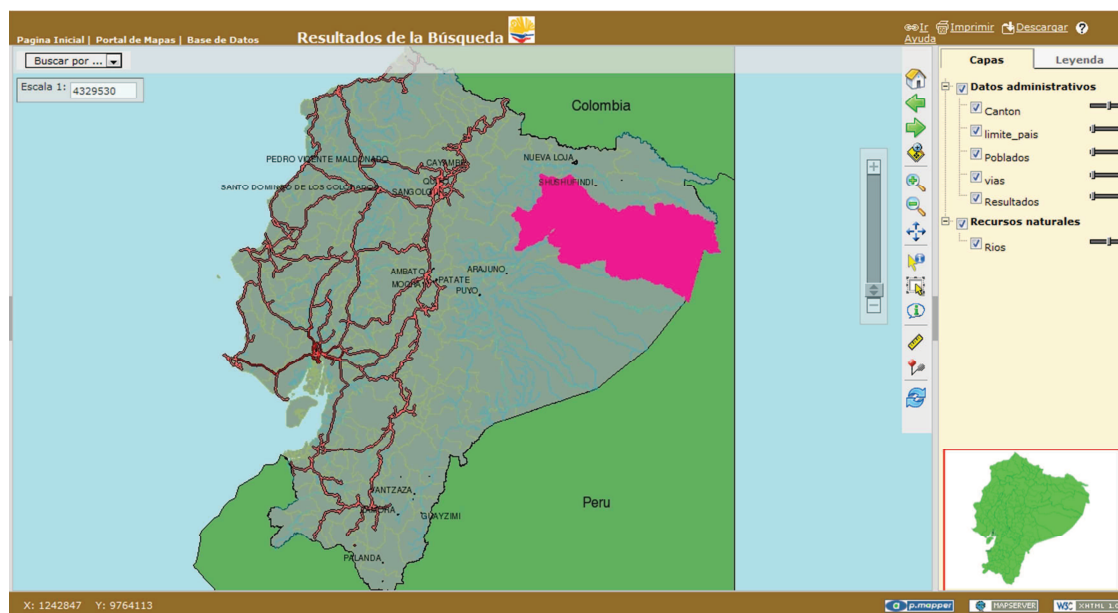 Pagina Inicial | Portal de Mapas | Base de Datos
Resultados de la Búsqueda
Ir Imprimir Descargar ?
Ayuda
Buscar por ...
Escala 1: 4329530
Capas
Leyenda
Datos administrativos
Canton
limite_pais
Poblados
vias
Resultados
Recursos naturales
Rios
Colombia
NUEVA LOJA
SHUSHUFINDI
PEDRO VICENTE MALDONADO
CAYAMBE
QUITO
SANTO DOMINGO DE LOS COLORADOS
SANGOLQUI
AMBATO
ARAJUNO
MOCHA
PATATE
PUYO
YANTZAZA
ZAMORA
GUAYZIMI
PALANDA
Peru
X: 1242847 Y: 9764113
p.mapper
MAPSERVER
W3C XHTML 1.0